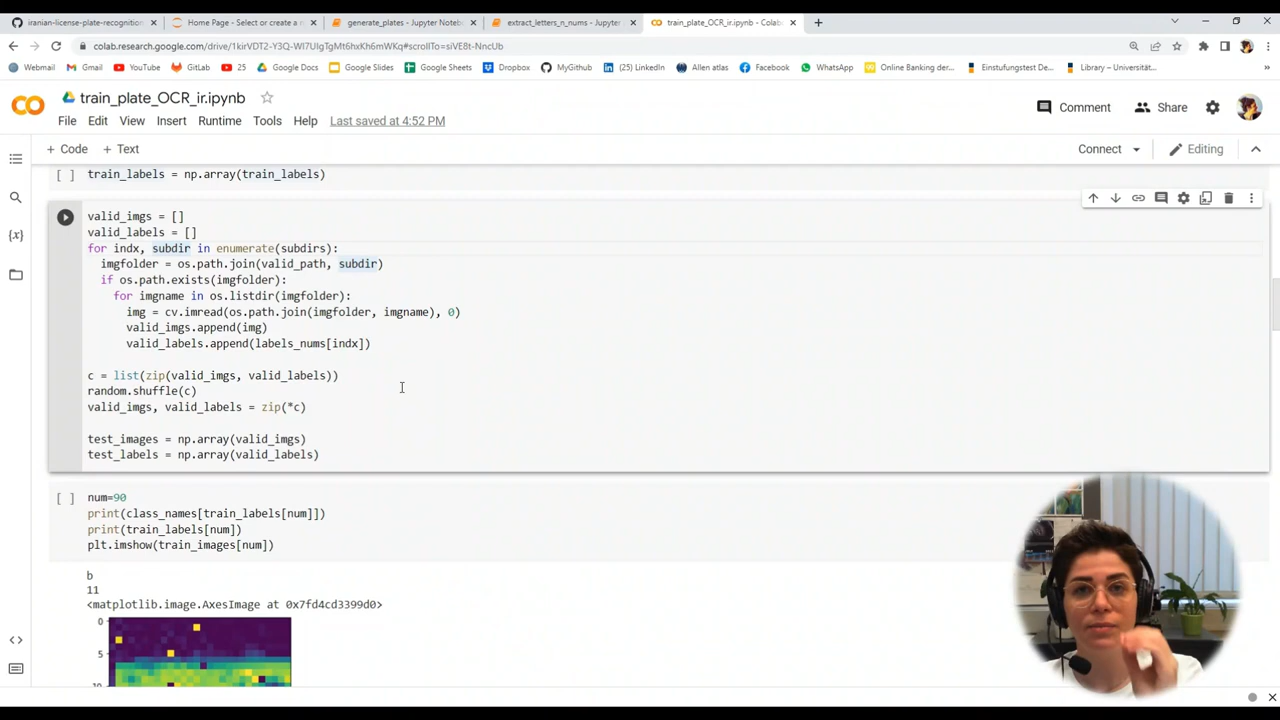 iranian-license-plate-recognition
Home Page - Select or create a n
generate_plates - Jupyter Notebo
extract_letters_n_nums - Jupyter
train_plate_OCR_ir.ipynb - Colab
colab.research.google.com/drive/1kirVDT2-Y3Q-WI7UIgTgMt6hxKh6mWKq#scrollTo=siVE8t-NncUb
Webmail
Gmail
YouTube
GitLab
25
Google Docs
Google Slides
Google Sheets
Dropbox
MyGithub
(25) LinkedIn
Allen atlas
Facebook
WhatsApp
Online Banking der...
Einstufungstest De...
Library – Universität...
train_plate_OCR_ir.ipynb
Comment
Share
File Edit View Insert Runtime Tools Help Last saved at 4:52 PM
+ Code + Text
Connect
Editing
[ ] train_labels = np.array(train_labels)
valid_imgs = []
valid_labels = []
for indx, subdir in enumerate(subdirs):
imgfolder = os.path.join(valid_path, subdir)
if os.path.exists(imgfolder):
for imgname in os.listdir(imgfolder):
img = cv.imread(os.path.join(imgfolder, imgname), 0)
valid_imgs.append(img)
valid_labels.append(labels_nums[indx])
c = list(zip(valid_imgs, valid_labels))
random.shuffle(c)
valid_imgs, valid_labels = zip(*c)
test_images = np.array(valid_imgs)
test_labels = np.array(valid_labels)
[ ] num=90
print(class_names[train_labels[num]])
print(train_labels[num])
plt.imshow(train_images[num])
b
11
<matplotlib.image.AxesImage at 0x7fd4cd3399d0>
0
5
10